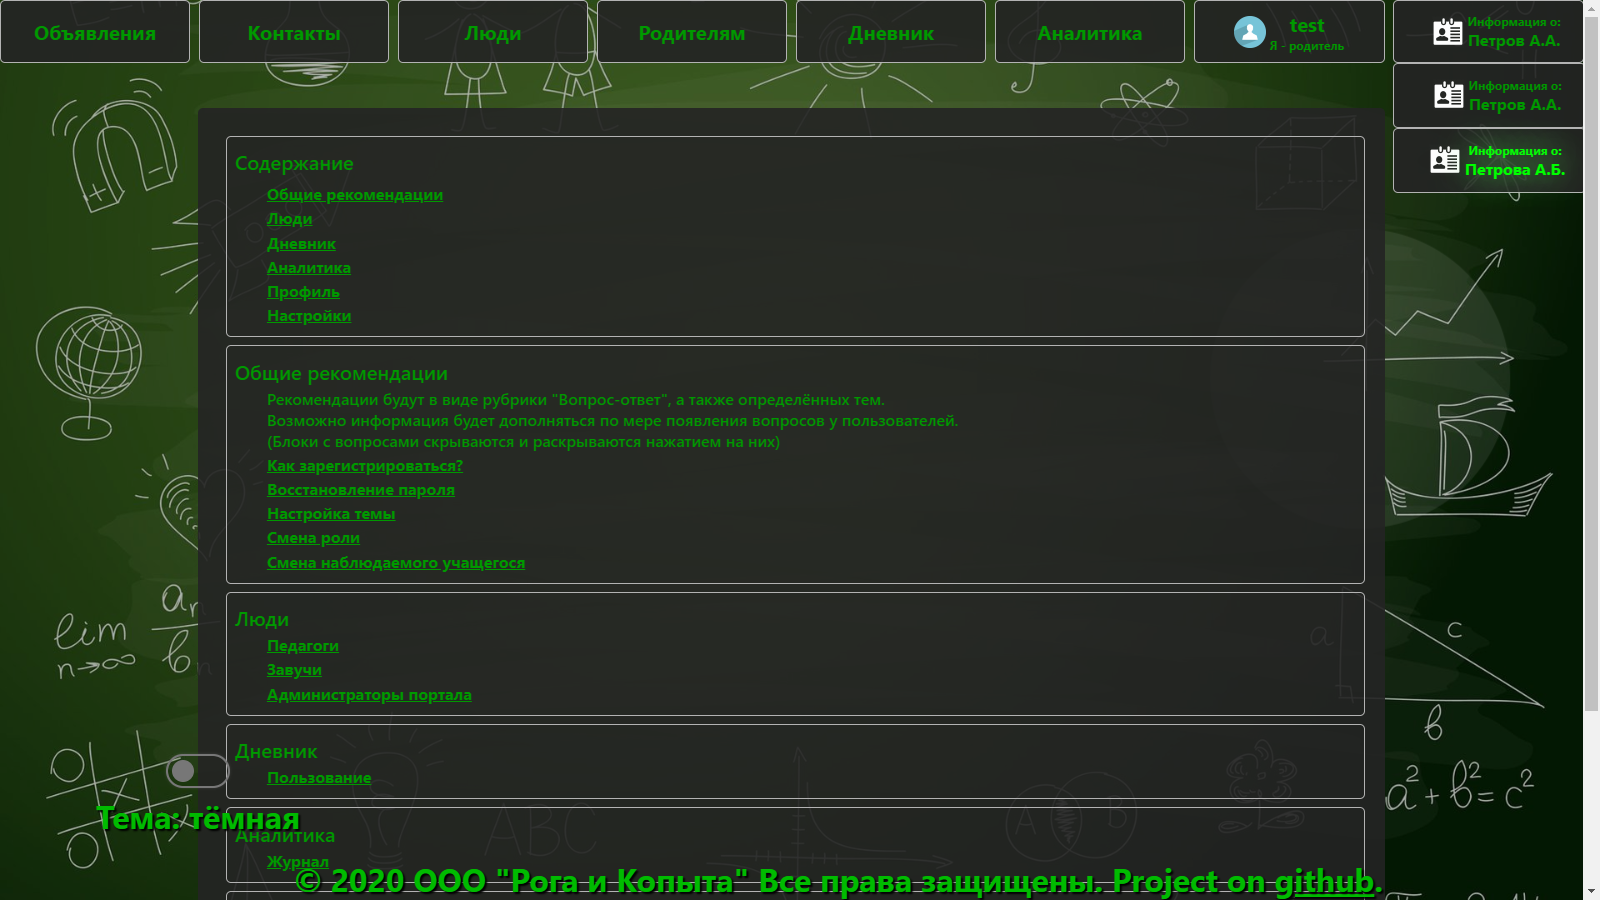 Объявления
Контакты
Люди
Родителям
Дневник
Аналитика
test
Я - родитель
Информация о:
Петров А.А.
Информация о:
Петров А.А.
Информация о:
Петрова А.Б.
Содержание
Общие рекомендации
Люди
Дневник
Аналитика
Профиль
Настройки
Общие рекомендации
Рекомендации будут в виде рубрики "Вопрос-ответ", а также определённых тем.
Возможно информация будет дополняться по мере появления вопросов у пользователей.
(Блоки с вопросами скрываются и раскрываются нажатием на них)
Как зарегистрироваться?
Восстановление пароля
Настройка темы
Смена роли
Смена наблюдаемого учащегося
Люди
Педагоги
Завучи
Администраторы портала
Дневник
Пользование
Аналитика
Журнал
Тема: тёмная
© 2020 ООО "Рога и Копыта" Все права защищены. Project on github.
lim
n→∞
aₙ
b
a
c
b
a² + b² = c²
ABC
A
B